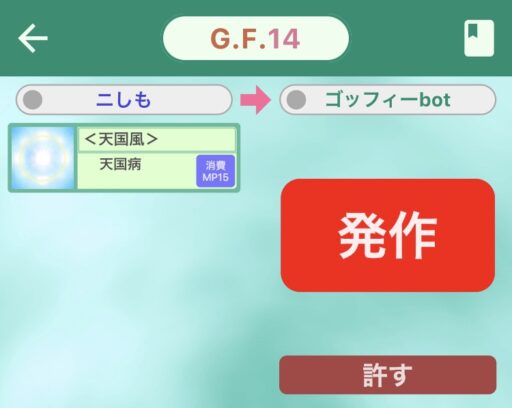 G.F.14
ニしも
ゴッフィーbot
＜天国風＞
天国病
消費
MP15
発作
許す